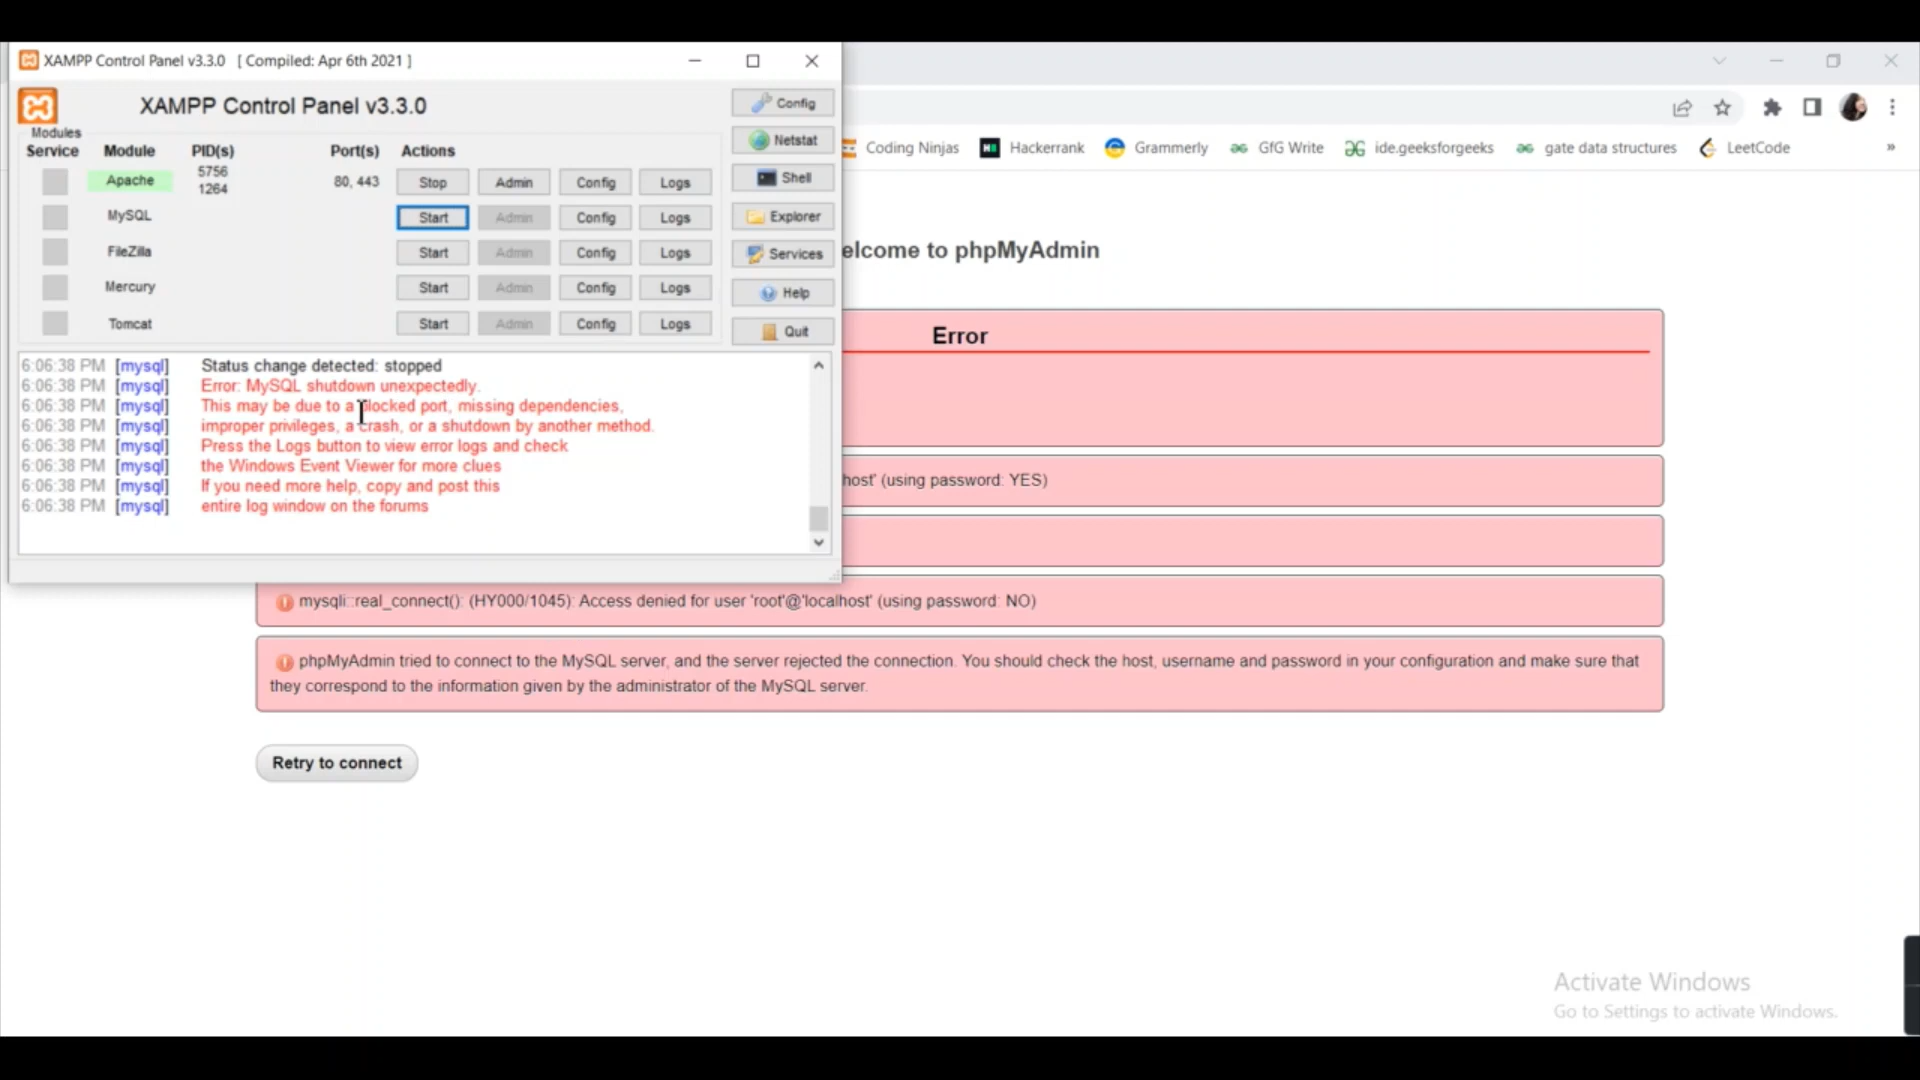 XAMPP Control Panel v3.3.0 [ Compiled: Apr 6th 2021 ]
XAMPP Control Panel v3.3.0
Config
Netstat
Shell
Explorer
Services
Help
Quit
Modules
Service Module PID(s) Port(s) Actions
Apache 5756 1264 80, 443 Stop Admin Config Logs
MySQL Start Admin Config Logs
FileZilla Start Admin Config Logs
Mercury Start Admin Config Logs
Tomcat Start Admin Config Logs
6:06:38 PM [mysql] Status change detected: stopped
6:06:38 PM [mysql] Error: MySQL shutdown unexpectedly.
6:06:38 PM [mysql] This may be due to a blocked port, missing dependencies,
6:06:38 PM [mysql] improper privileges, a crash, or a shutdown by another method.
6:06:38 PM [mysql] Press the Logs button to view error logs and check
6:06:38 PM [mysql] the Windows Event Viewer for more clues
6:06:38 PM [mysql] If you need more help, copy and post this
6:06:38 PM [mysql] entire log window on the forums
Coding Ninjas Hackerrank Grammerly GfG Write ide.geeksforgeeks gate data structures LeetCode »
elcome to phpMyAdmin
Error
host' (using password: YES)
mysqli::real_connect(): (HY000/1045): Access denied for user 'root'@'localhost' (using password: NO)
phpMyAdmin tried to connect to the MySQL server, and the server rejected the connection. You should check the host, username and password in your configuration and make sure that
they correspond to the information given by the administrator of the MySQL server.
Retry to connect
Activate Windows
Go to Settings to activate Windows.